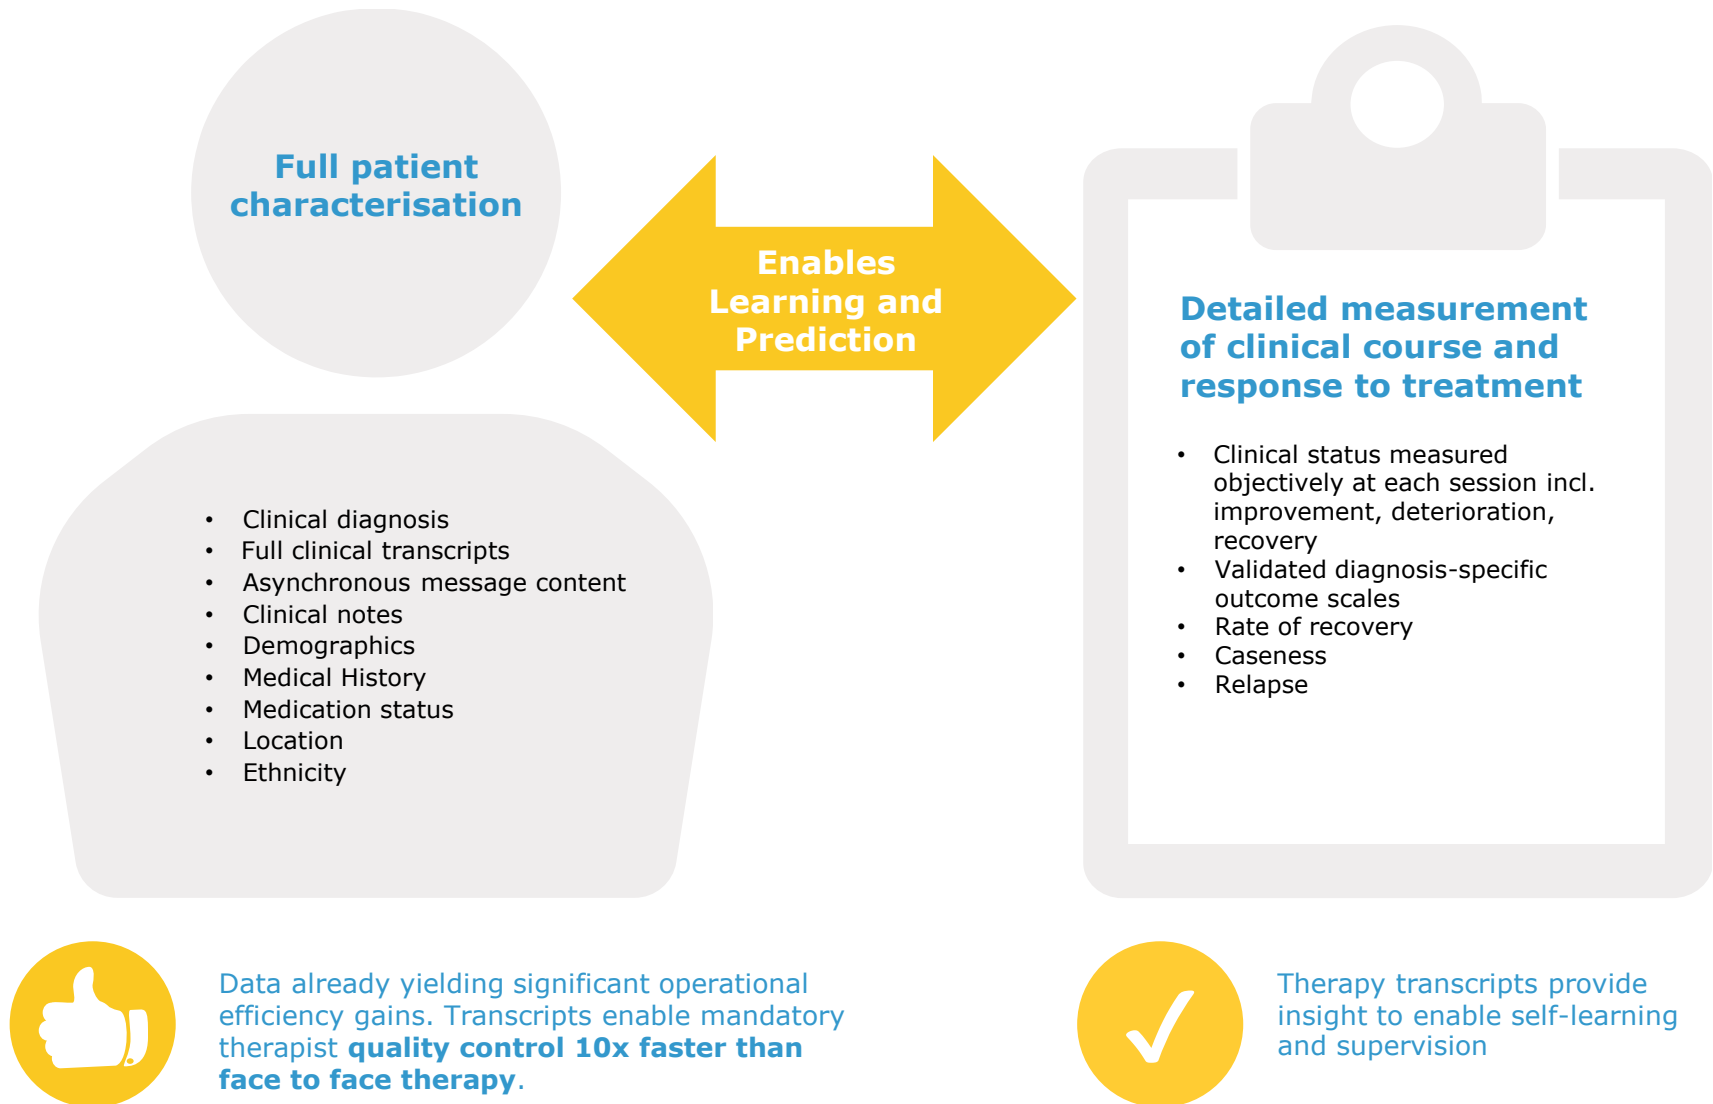 Full patient
characterisation
• Clinical diagnosis
• Full clinical transcripts
• Asynchronous message content
• Clinical notes
• Demographics
• Medical History
• Medication status
• Location
• Ethnicity
Enables
Learning and
Prediction
Detailed measurement
of clinical course and
response to treatment
• Clinical status measured
objectively at each session incl.
improvement, deterioration,
recovery
• Validated diagnosis-specific
outcome scales
• Rate of recovery
• Caseness
• Relapse
Data already yielding significant operational
efficiency gains. Transcripts enable mandatory
therapist quality control 10x faster than
face to face therapy.
Therapy transcripts provide
insight to enable self-learning
and supervision